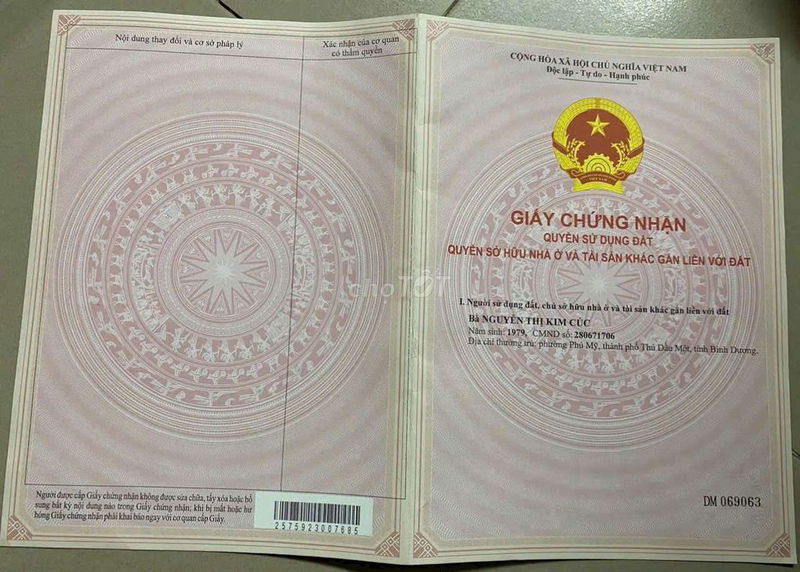 Nội dung thay đổi và cơ sở pháp lý
Xác nhận của cơ quan
có thẩm quyền
Người được cấp Giấy chứng nhận không được sửa chữa, tẩy xóa hoặc bổ
sung bất kỳ nội dung nào trong Giấy chứng nhận; khi bị mất hoặc hư
hỏng Giấy chứng nhận phải khai báo ngay với cơ quan cấp Giấy.
2575923007685
CỘNG HÒA XÃ HỘI CHỦ NGHĨA VIỆT NAM
Độc lập - Tự do - Hạnh phúc
VIỆT NAM
GIẤY CHỨNG NHẬN
QUYỀN SỬ DỤNG ĐẤT
QUYỀN SỞ HỮU NHÀ Ở VÀ TÀI SẢN KHÁC GẮN LIỀN VỚI ĐẤT
I. Người sử dụng đất, chủ sở hữu nhà ở và tài sản khác gắn liền với đất
Bà NGUYỄN THỊ KIM CÚC
Năm sinh: 1979, CMND số: 280671706
Địa chỉ thường trú: phường Phú Mỹ, thành phố Thủ Dầu Một, tỉnh Bình Dương.
DM 069063
choTỐT